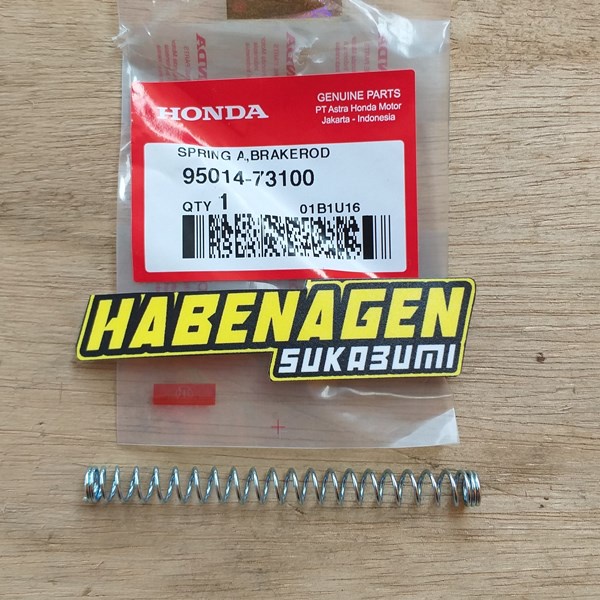 HONDA
GENUINE PARTS
PT Astra Honda Motor
Jakarta - Indonesia
SPRING A,BRAKEROD
95014-73100
QTY 1
01B1U16
HABENAGEN
SUKABUMI